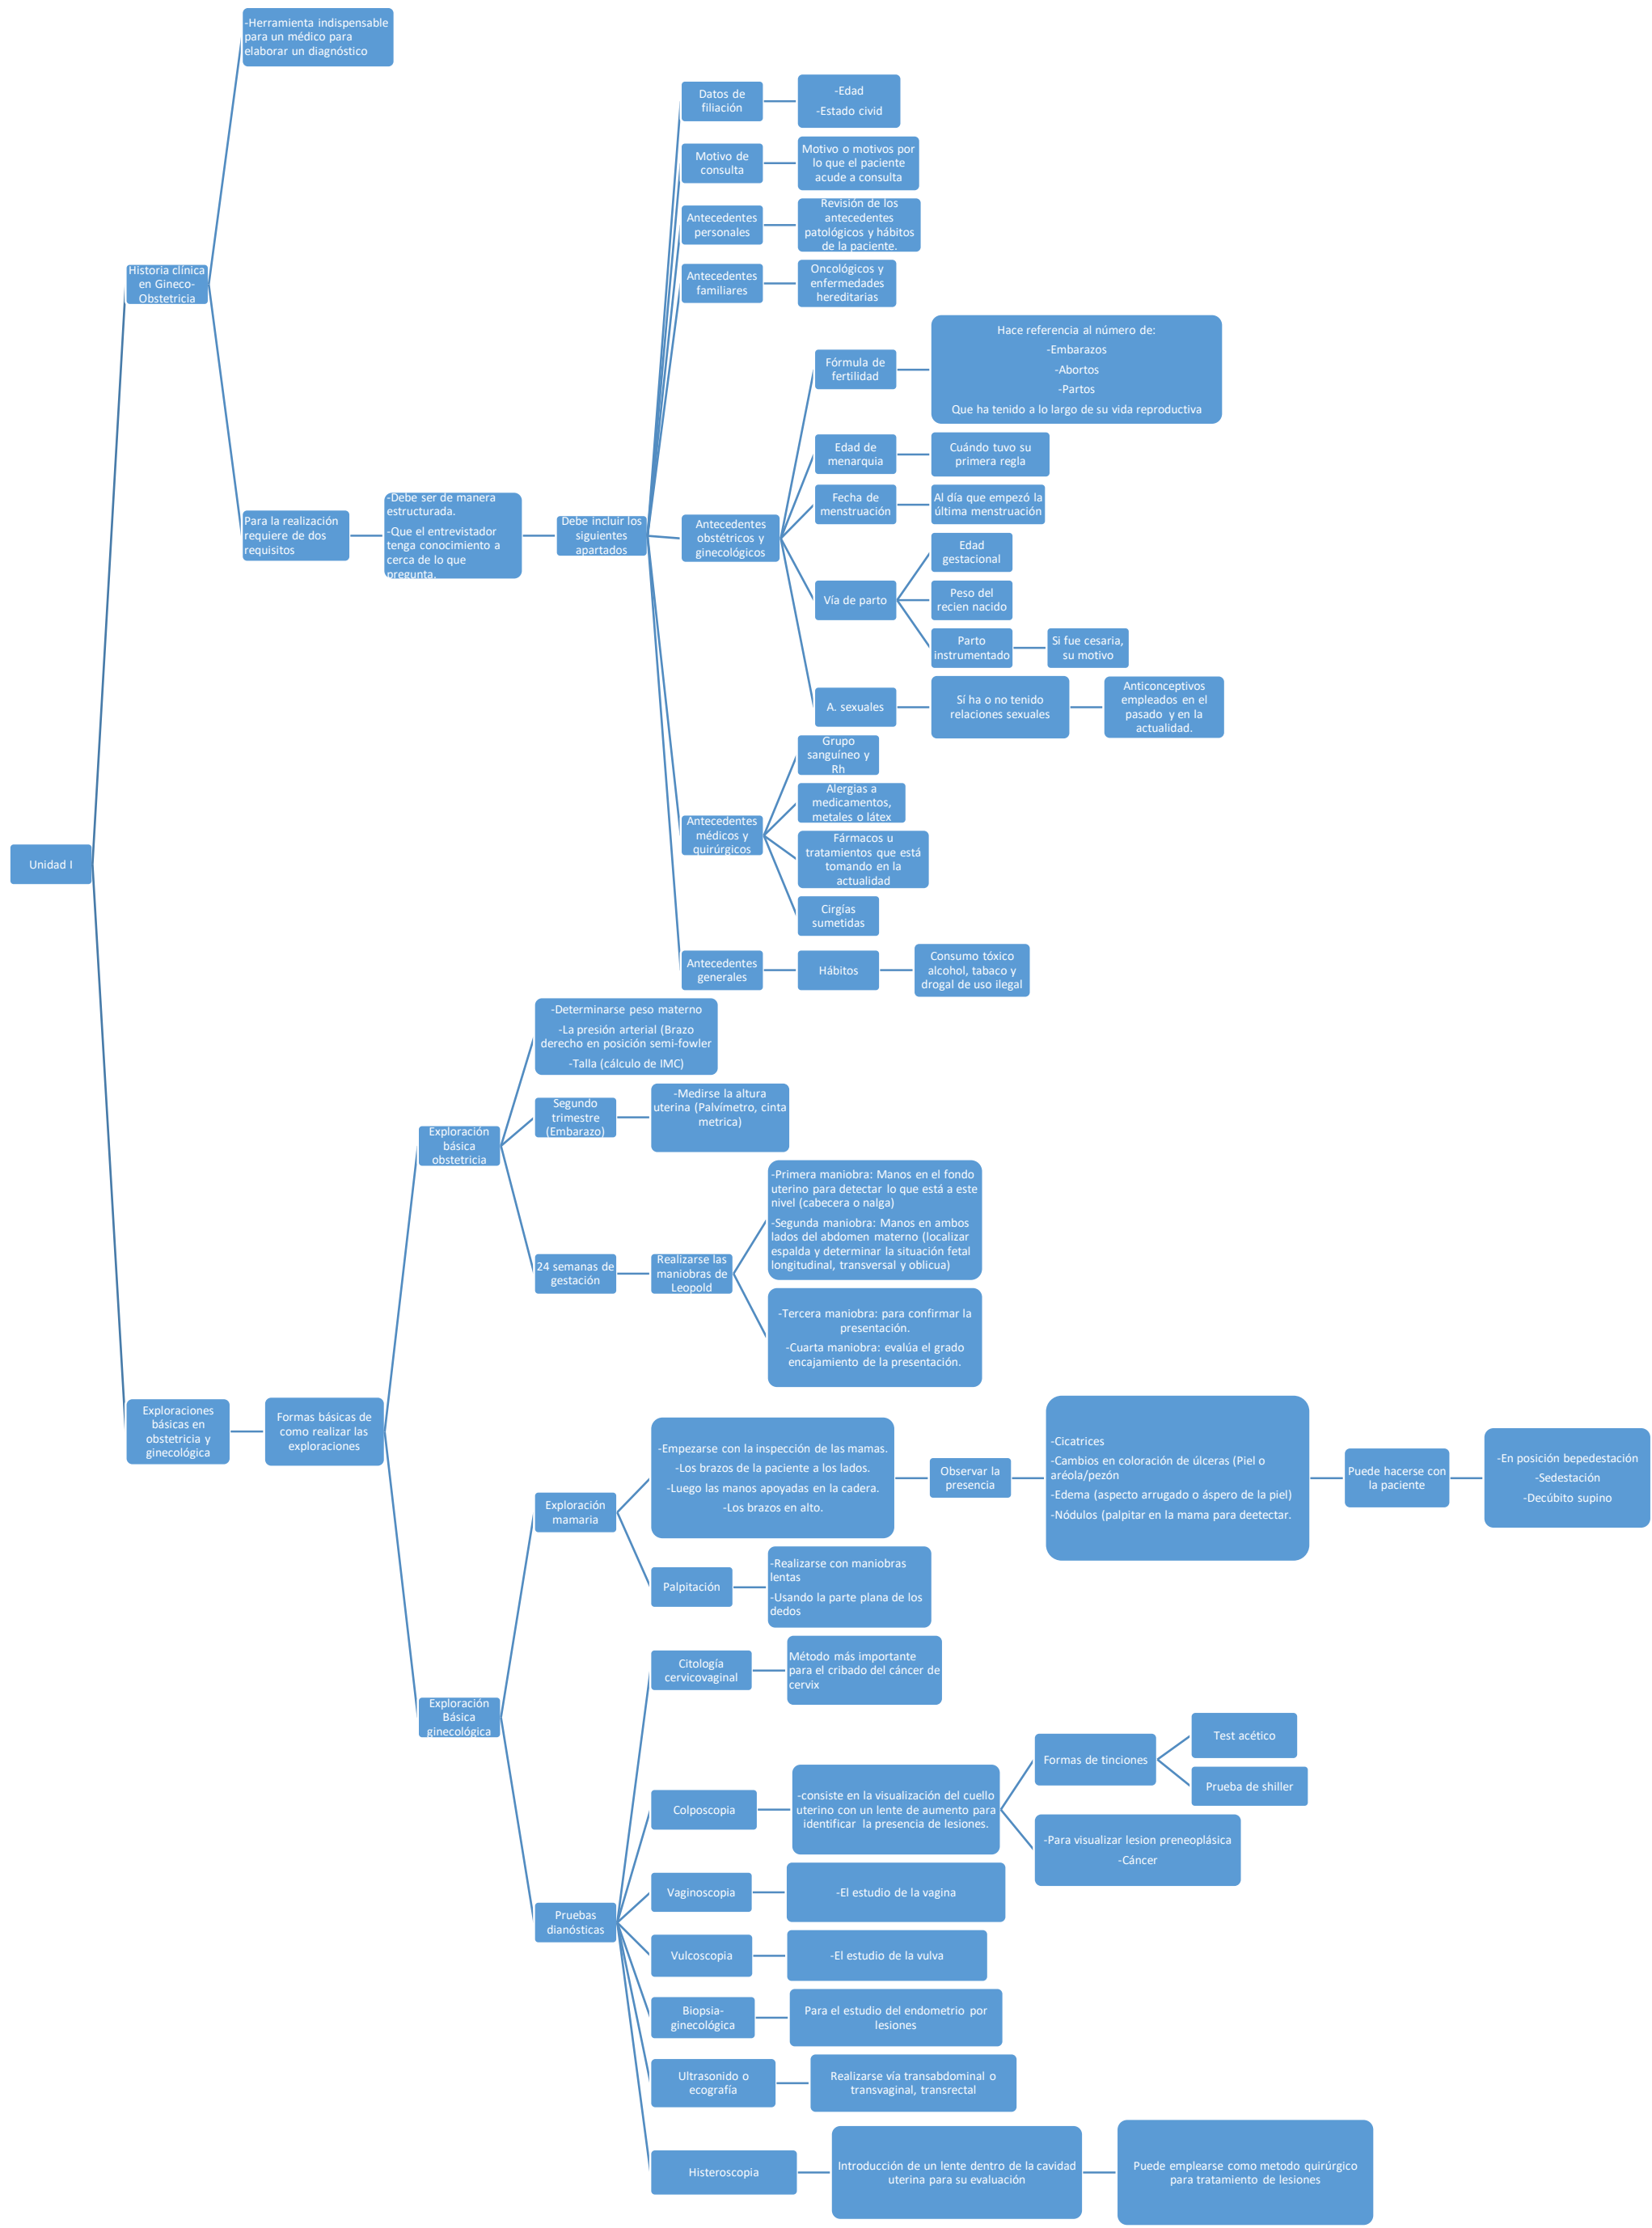 -Herramienta indispensable
para un médico para
elaborar un diagnóstico
Datos de
filiación
-Edad
-Estado civid
Motivo de
consulta
Motivo o motivos por
lo que el paciente
acude a consulta
Antecedentes
personales
Revisión de los
antecedentes
patológicos y hábitos
de la paciente.
Historia clínica
en Gineco-
Obstetricia
Antecedentes
familiares
Oncológicos y
enfermedades
hereditarias
Fórmula de
fertilidad
Hace referencia al número de:
-Embarazos
-Abortos
-Partos
Que ha tenido a lo largo de su vida reproductiva
Edad de
menarquia
Cuándo tuvo su
primera regla
Fecha de
menstruación
Al día que empezó la
última menstruación
Para la realización
requiere de dos
requisitos
-Debe ser de manera
estructurada.
-Que el entrevistador
tenga conocimiento a
cerca de lo que
pregunta.
Debe incluir los
siguientes
apartados
Antecedentes
obstétricos y
ginecológicos
Edad
gestacional
Vía de parto
Peso del
recien nacido
Parto
instrumentado
Si fue cesaria,
su motivo
A. sexuales
Sí ha o no tenido
relaciones sexuales
Anticonceptivos
empleados en el
pasado y en la
actualidad.
Grupo
sanguíneo y
Rh
Alergias a
medicamentos,
metales o látex
Antecedentes
médicos y
quirúrgicos
Fármacos u
tratamientos que está
tomando en la
actualidad
Unidad I
Cirgías
sumetidas
Antecedentes
generales
Hábitos
Consumo tóxico
alcohol, tabaco y
drogal de uso ilegal
-Determinarse peso materno
-La presión arterial (Brazo
derecho en posición semi-fowler
-Talla (cálculo de IMC)
Segundo
trimestre
(Embarazo)
-Medirse la altura
uterina (Palvímetro, cinta
metrica)
Exploración
básica
obstetricia
-Primera maniobra: Manos en el fondo
uterino para detectar lo que está a este
nivel (cabecera o nalga)
-Segunda maniobra: Manos en ambos
lados del abdomen materno (localizar
espalda y determinar la situación fetal
longitudinal, transversal y oblicua)
24 semanas de
gestación
Realizarse las
maniobras de
Leopold
-Tercera maniobra: para confirmar la
presentación.
-Cuarta maniobra: evalúa el grado
encajamiento de la presentación.
Exploraciones
básicas en
obstetricia y
ginecológica
Formas básicas de
como realizar las
exploraciones
-Empezarse con la inspección de las mamas.
-Los brazos de la paciente a los lados.
-Luego las manos apoyadas en la cadera.
-Los brazos en alto.
Observar la
presencia
-Cicatrices
-Cambios en coloración de úlceras (Piel o
aréola/pezón
-Edema (aspecto arrugado o áspero de la piel)
-Nódulos (palpitar en la mama para deetectar.
Puede hacerse con
la paciente
-En posición bepedestación
-Sedestación
-Decúbito supino
Exploración
mamaria
Palpitación
-Realizarse con maniobras
lentas
-Usando la parte plana de los
dedos
Citología
cervicovaginal
Método más importante
para el cribado del cáncer de
cervix
Exploración
Básica
ginecológica
Colposcopia
-consiste en la visualización del cuello
uterino con un lente de aumento para
identificar la presencia de lesiones.
Formas de tinciones
Test acético
Prueba de shiller
-Para visualizar lesion preneoplásica
-Cáncer
Vaginoscopia
-El estudio de la vagina
Pruebas
dianósticas
Vulcoscopia
-El estudio de la vulva
Biopsia-
ginecológica
Para el estudio del endometrio por
lesiones
Ultrasonido o
ecografía
Realizarse vía transabdominal o
transvaginal, transrectal
Histeroscopia
Introducción de un lente dentro de la cavidad
uterina para su evaluación
Puede emplearse como metodo quirúrgico
para tratamiento de lesiones